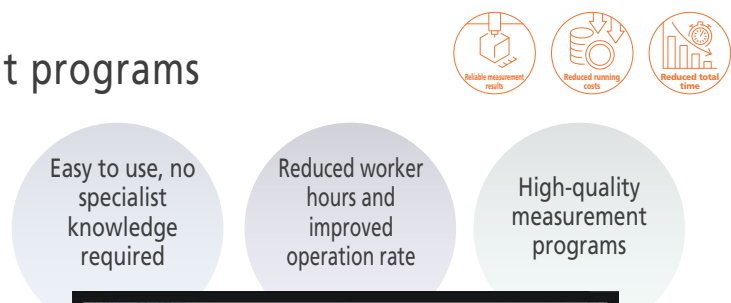 t programs
Reliable measurement
results
Reduced running
costs
Reduced total
time
Easy to use, no
specialist
knowledge
required
Reduced worker
hours and
improved
operation rate
High-quality
measurement
programs